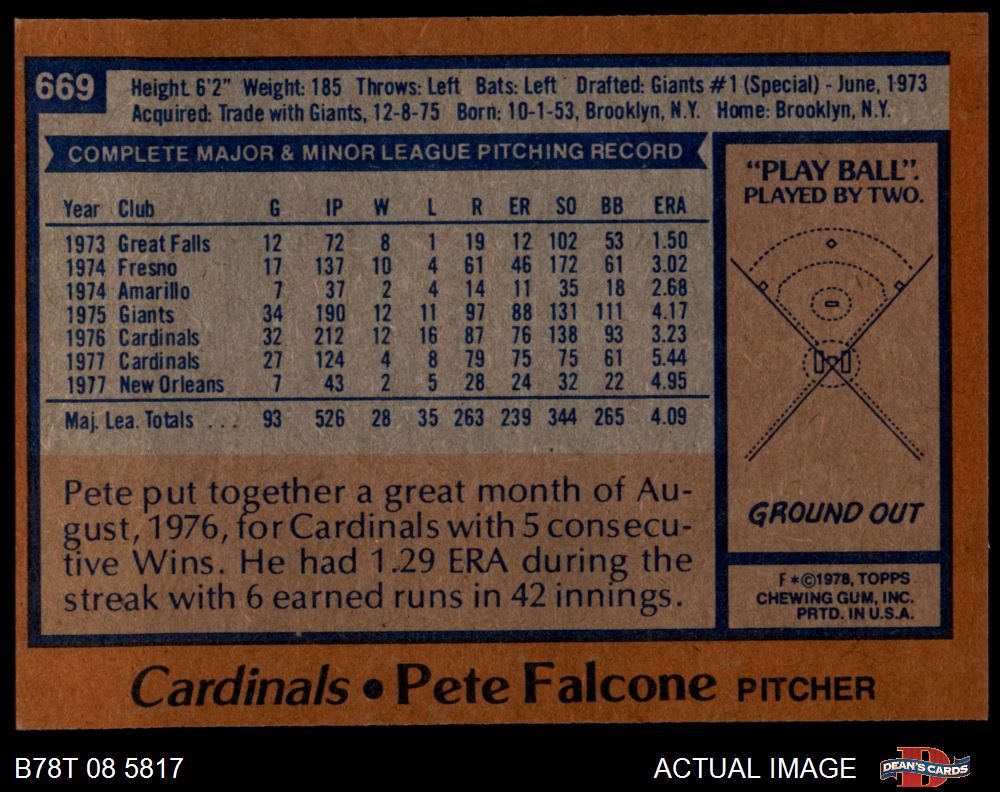 669
Height. 6'2" Weight: 185 Throws: Left Bats: Left Drafted: Giants #1 (Special) - June, 1973
Acquired: Trade with Giants, 12-8-75 Born: 10-1-53, Brooklyn, N.Y. Home: Brooklyn, N.Y.
COMPLETE MAJOR & MINOR LEAGUE PITCHING RECORD
Year Club G IP W L R ER SO BB ERA
1973 Great Falls 12 72 8 1 19 12 102 53 1.50
1974 Fresno 17 137 10 4 61 46 172 61 3.02
1974 Amarillo 7 37 2 4 14 11 35 18 2.68
1975 Giants 34 190 12 11 97 88 131 111 4.17
1976 Cardinals 32 212 12 16 87 76 138 93 3.23
1977 Cardinals 27 124 4 8 79 75 75 61 5.44
1977 New Orleans 7 43 2 5 28 24 32 22 4.95
Maj. Lea. Totals ... 93 526 28 35 263 239 344 265 4.09
Pete put together a great month of Au-
gust, 1976, for Cardinals with 5 consecu-
tive Wins. He had 1.29 ERA during the
streak with 6 earned runs in 42 innings.
"PLAY BALL".
PLAYED BY TWO.
GROUND OUT
F*©1978, TOPPS
CHEWING GUM, INC.
PRTD. IN U.S.A.
Cardinals • Pete Falcone PITCHER
B78T 08 5817
ACTUAL IMAGE
D
DEAN'S CARDS